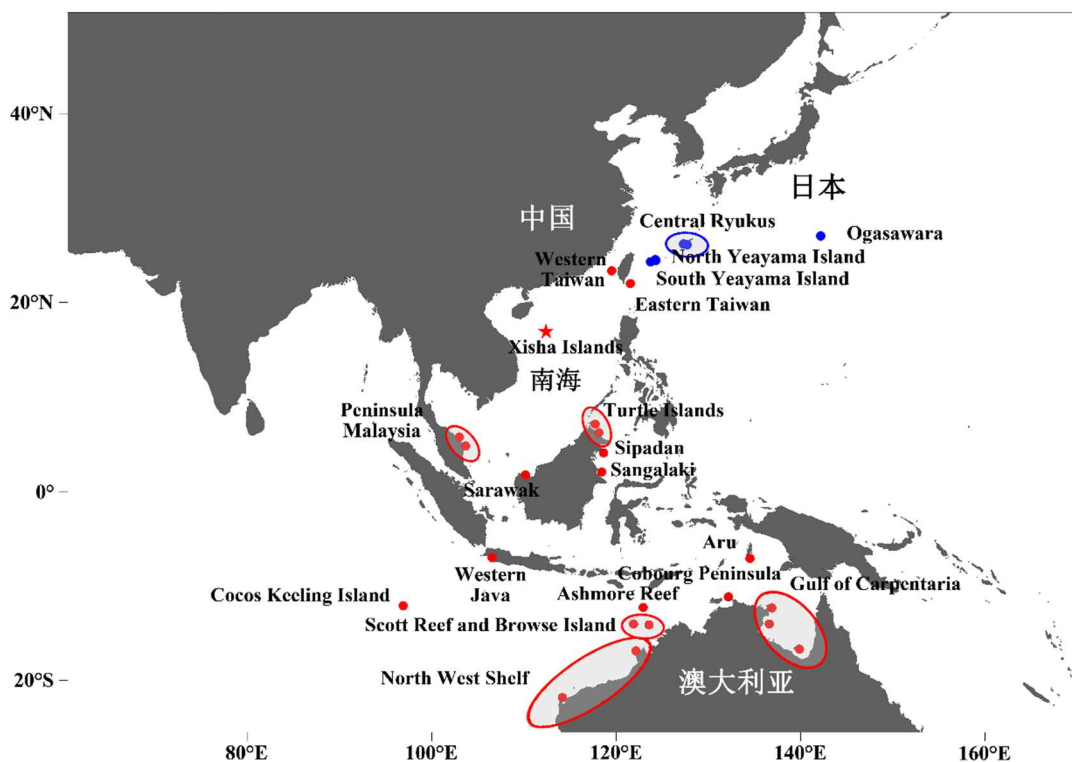 40°N
日本
中国
Central Ryukus
Ogasawara
Western
Taiwan
North Yeayama Island
South Yeayama Island
20°N
Eastern Taiwan
Xisha Islands
南海
Peninsula
Malaysia
Turtle Islands
Sipadan
Sangalaki
Sarawak
0°
Aru
Western
Java
Cobourg Peninsula
Gulf of Carpentaria
Cocos Keeling Island
Ashmore Reef
Scott Reef and Browse Island
North West Shelf
澳大利亚
20°S
80°E
100°E
120°E
140°E
160°E